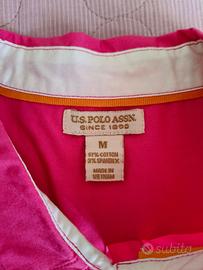 U.S. POLO ASSN.
SINCE 1890
M
97% COTTON
3% SPANDEX
MADE IN
VIETNAM
subito